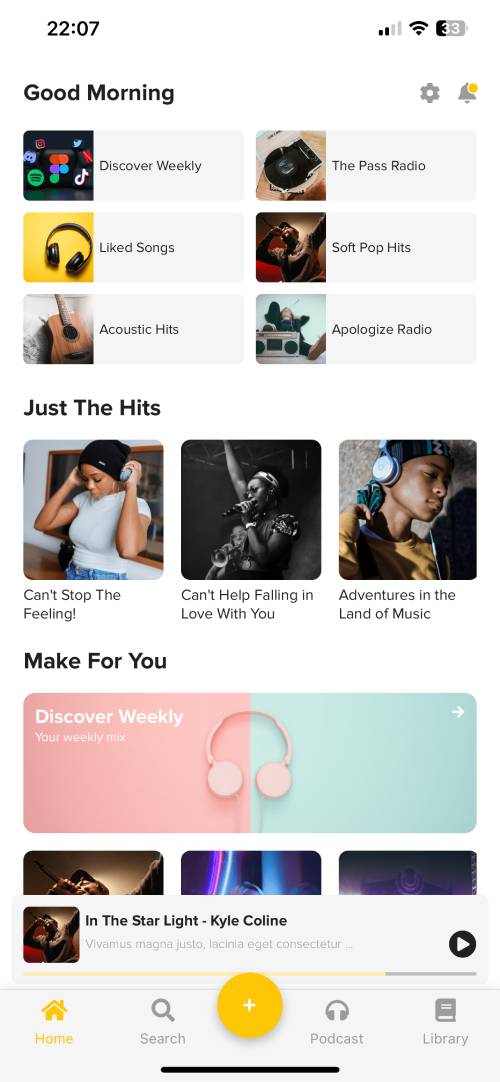 22:07
33
Good Morning
Discover Weekly
The Pass Radio
Liked Songs
Soft Pop Hits
Acoustic Hits
Apologize Radio
Just The Hits
Can't Stop The
Feeling!
Can't Help Falling in
Love With You
Adventures in the
Land of Music
Make For You
Discover Weekly
Your weekly mix
In The Star Light - Kyle Coline
Vivamus magna justo, lacinia eget consectetur ...
+
Home
Search
Podcast
Library